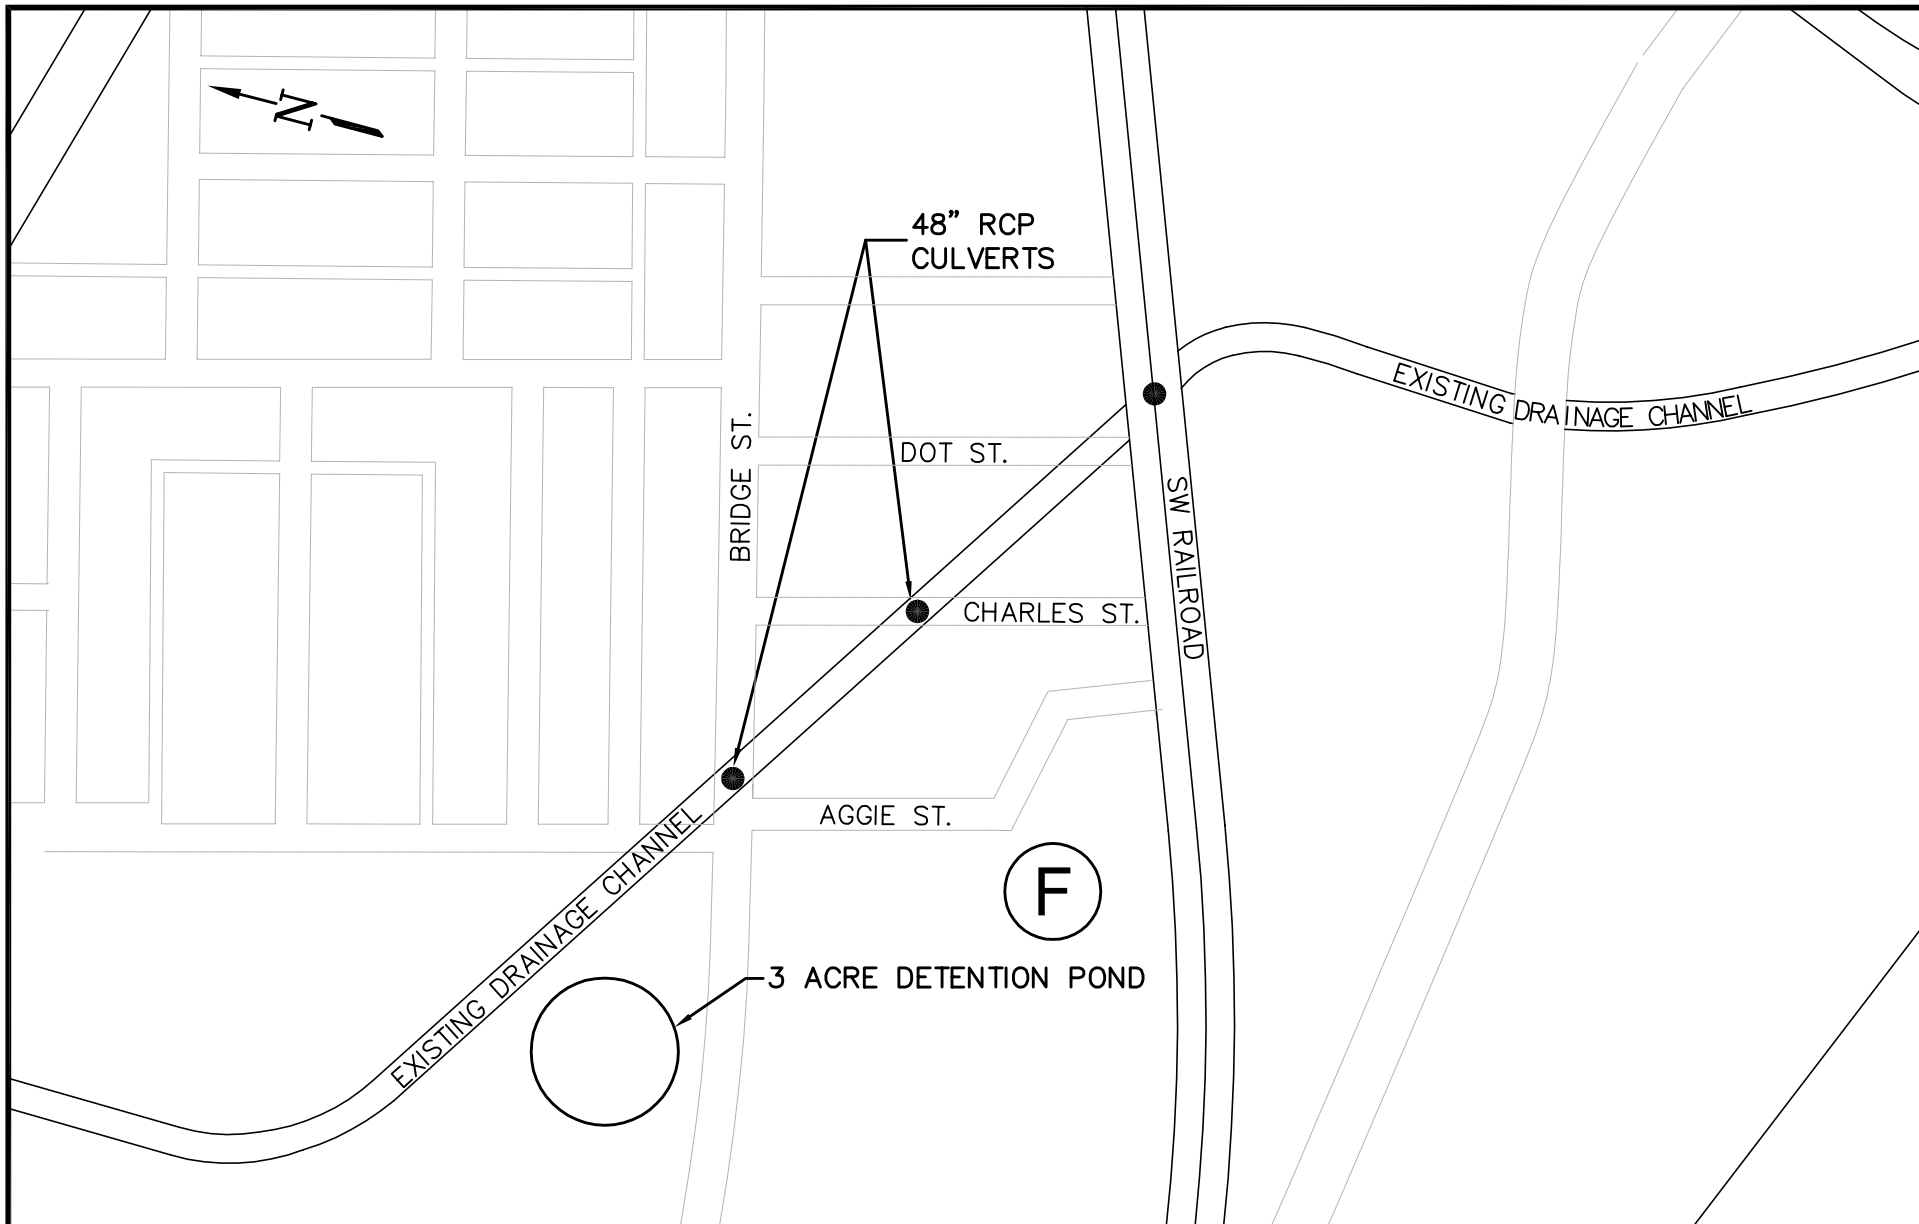 N
48” RCP
CULVERTS
EXISTING DRAINAGE CHANNEL
BRIDGE ST.
DOT ST.
SW RAILROAD
CHARLES ST.
AGGIE ST.
EXISTING DRAINAGE CHANNEL
F
3 ACRE DETENTION POND